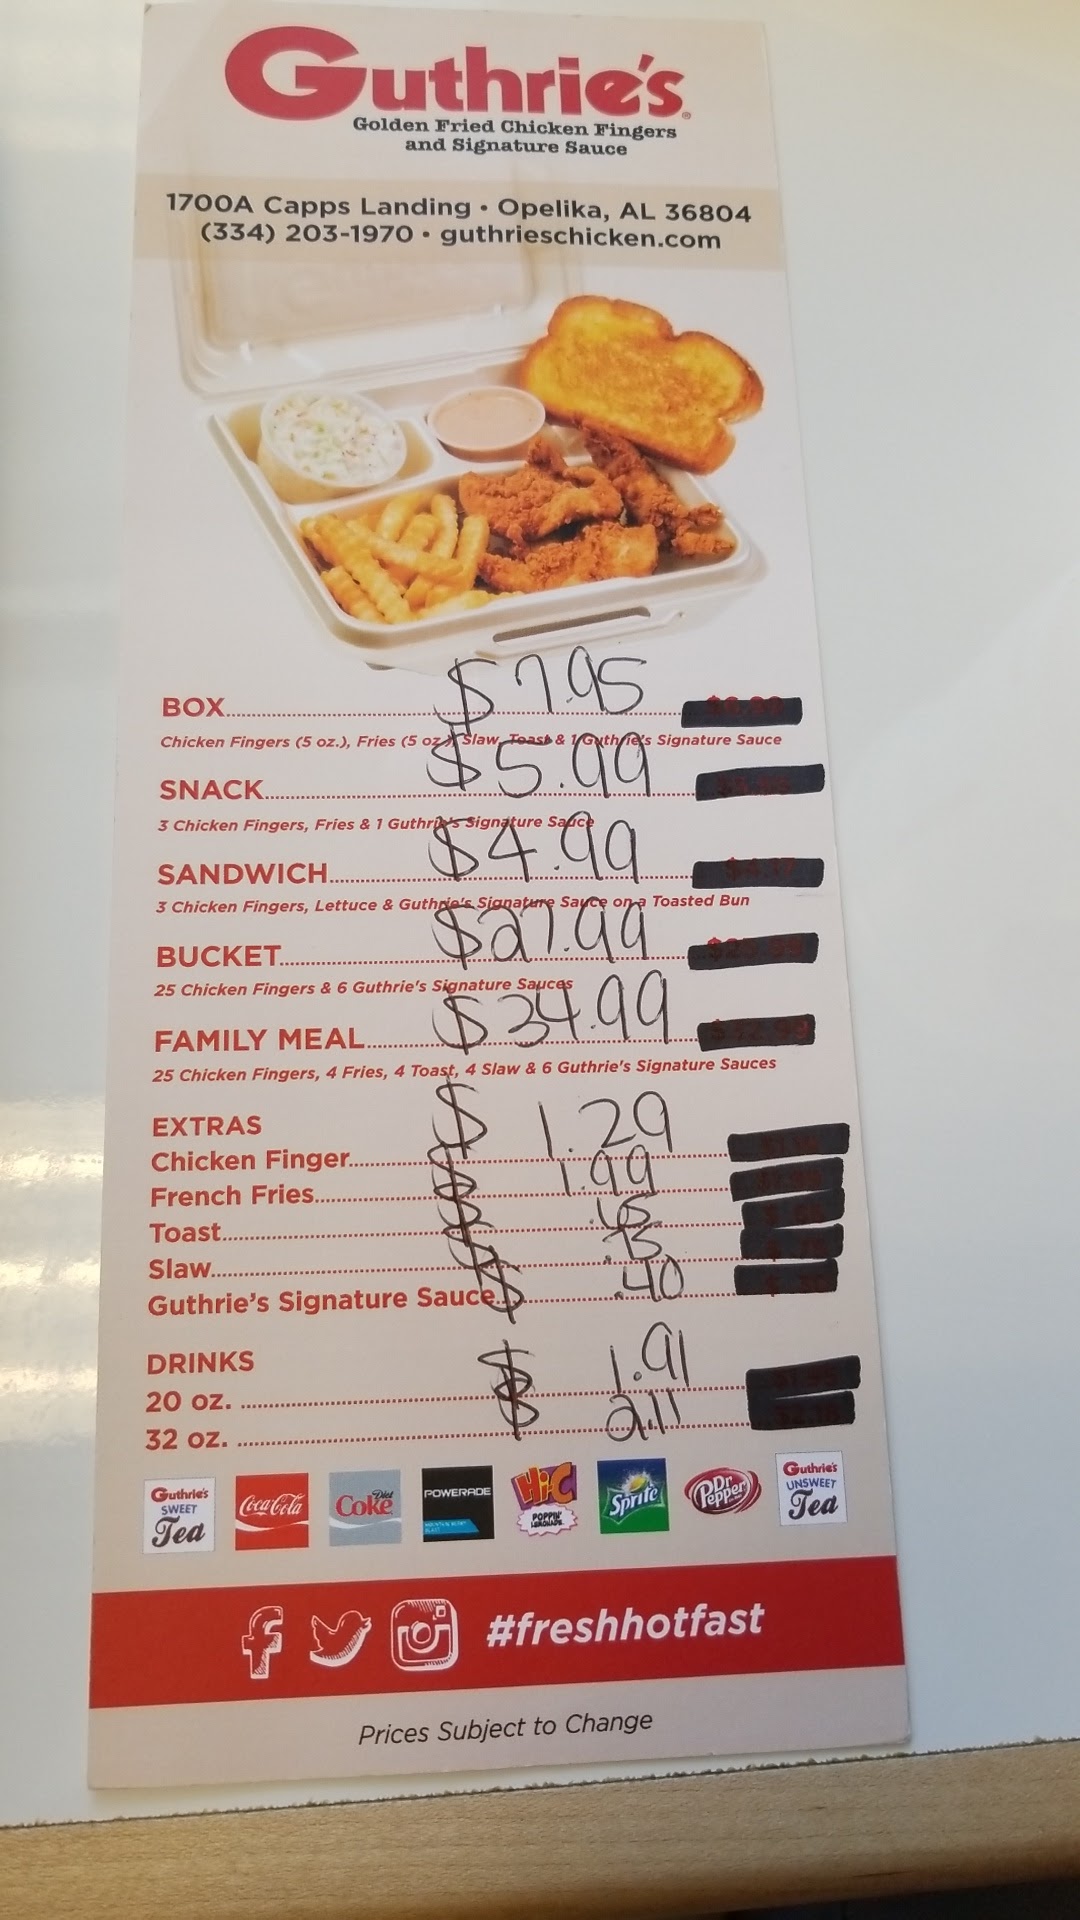 Guthrie's®
Golden Fried Chicken Fingers
and Signature Sauce
1700A Capps Landing • Opelika, AL 36804
(334) 203-1970 • guthrieschicken.com
BOX $7.95
Chicken Fingers (5 oz.), Fries (5 oz.), Slaw, Toast & 1 Guthrie's Signature Sauce
SNACK $5.99
3 Chicken Fingers, Fries & 1 Guthrie's Signature Sauce
SANDWICH $4.99 $4.17
3 Chicken Fingers, Lettuce & Guthrie's Signature Sauce on a Toasted Bun
BUCKET $27.99
25 Chicken Fingers & 6 Guthrie's Signature Sauces
FAMILY MEAL $34.99
25 Chicken Fingers, 4 Fries, 4 Toast, 4 Slaw & 6 Guthrie's Signature Sauces
EXTRAS
Chicken Finger $ 1.29
French Fries $ 1.99
Toast $
Slaw $
Guthrie's Signature Sauce $ .40
DRINKS
20 oz. $ 1.91
32 oz. $ 2.11
Guthrie's SWEET Tea
Coca-Cola
Diet Coke
POWERADE
Hi-C POPPIN' LEMONADE
Sprite
Dr Pepper
Guthrie's UNSWEET Tea
#freshhotfast
Prices Subject to Change